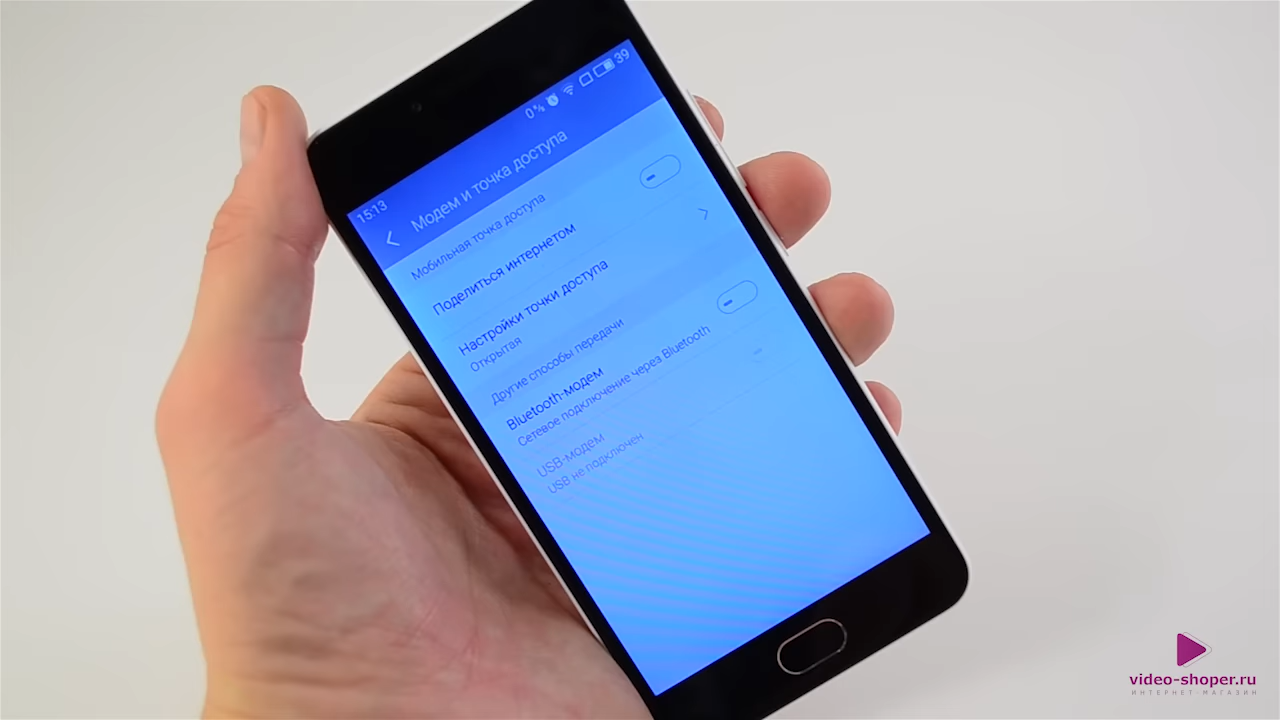 15:13
0 % 39
Модем и точка доступа
Мобильная точка доступа
Поделиться интернетом
Настройки точки доступа
Открытая
Другие способы передачи
Bluetooth-модем
Сетевое подключение через Bluetooth
USB-модем
USB не подключен
video-shoper.ru
ИНТЕРНЕТ-МАГАЗИН